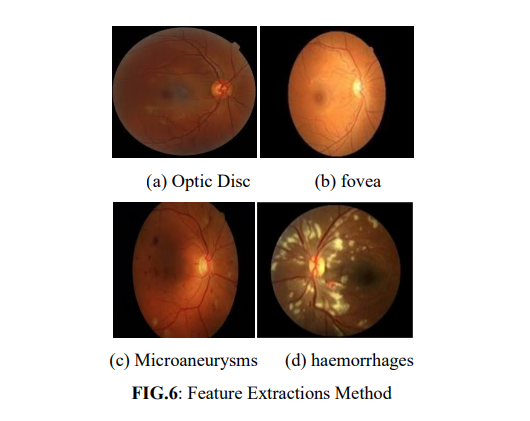 (a) Optic Disc (b) fovea
(c) Microaneurysms (d) haemorrhages
FIG.6: Feature Extractions Method